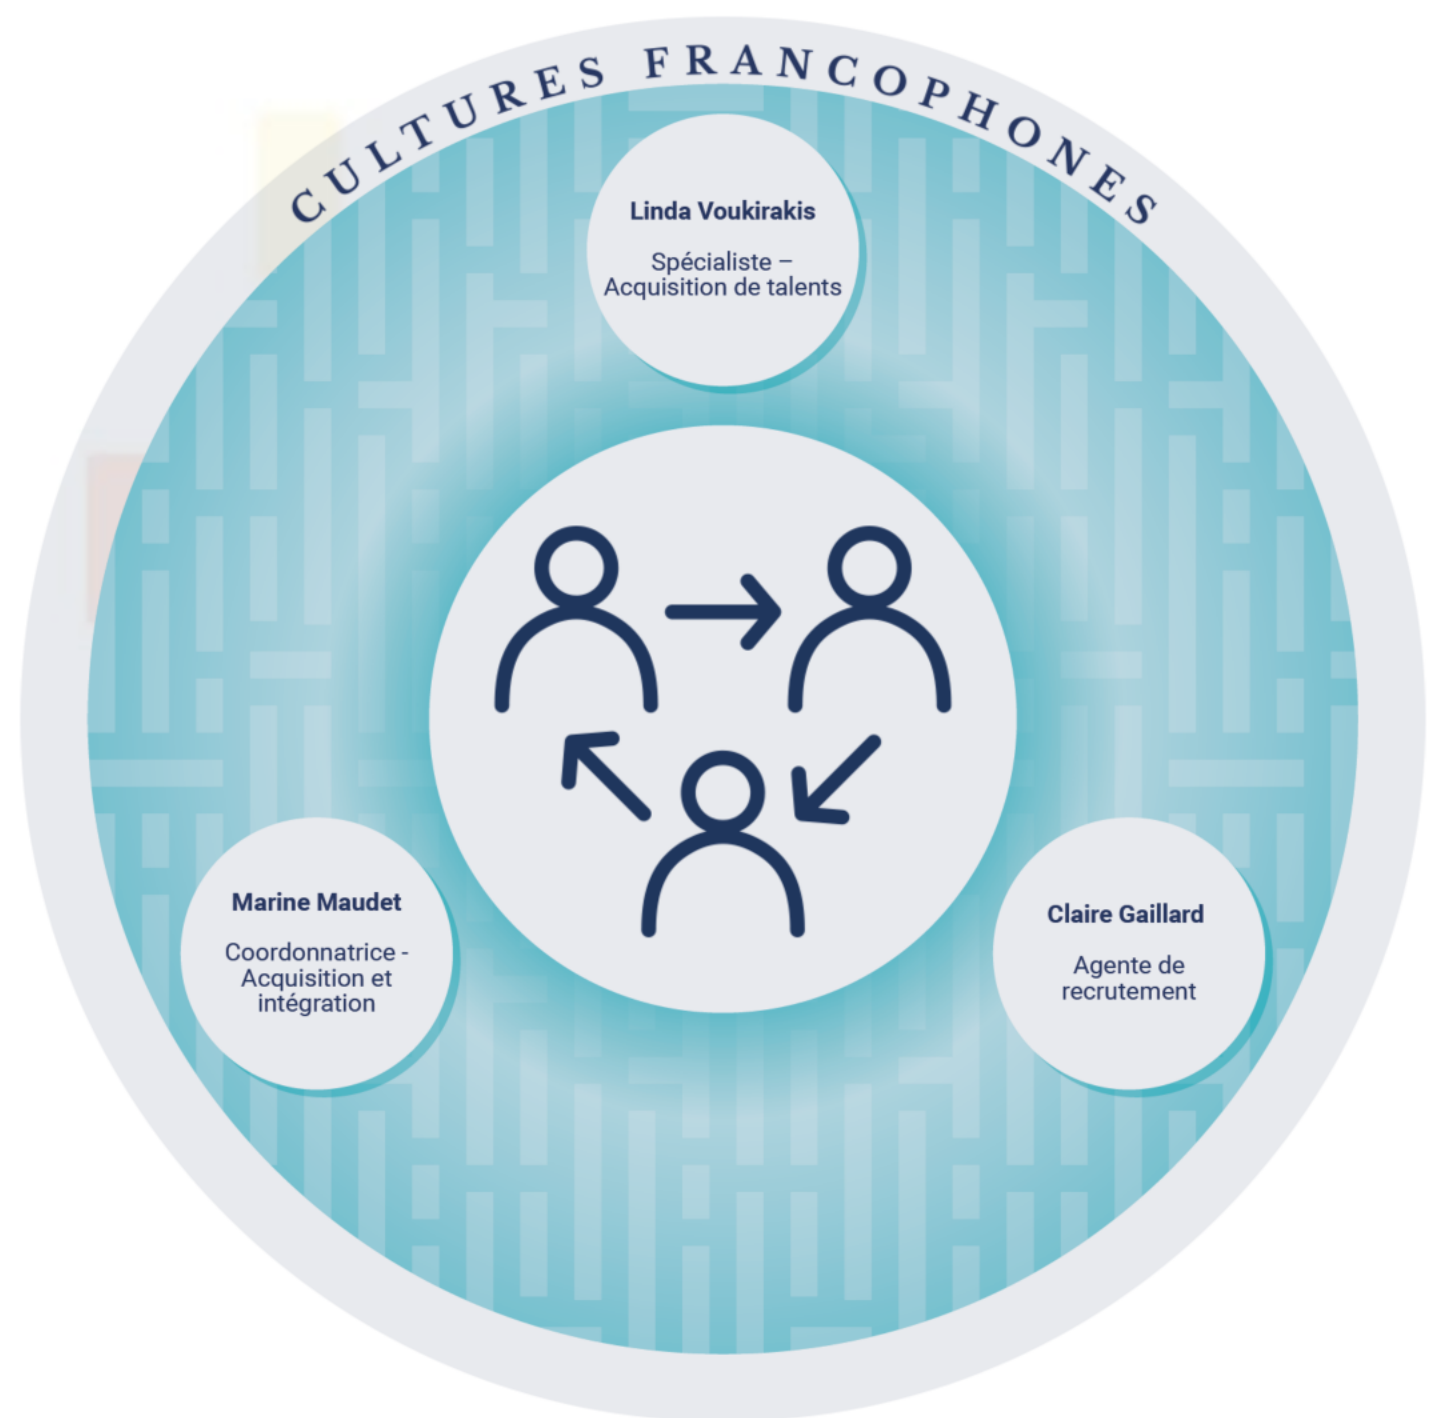 CULTURES FRANCOPHONES
Linda Voukirakis
Spécialiste –
Acquisition de talents
Marine Maudet
Coordonnatrice -
Acquisition et
intégration
Claire Gaillard
Agente de
recrutement